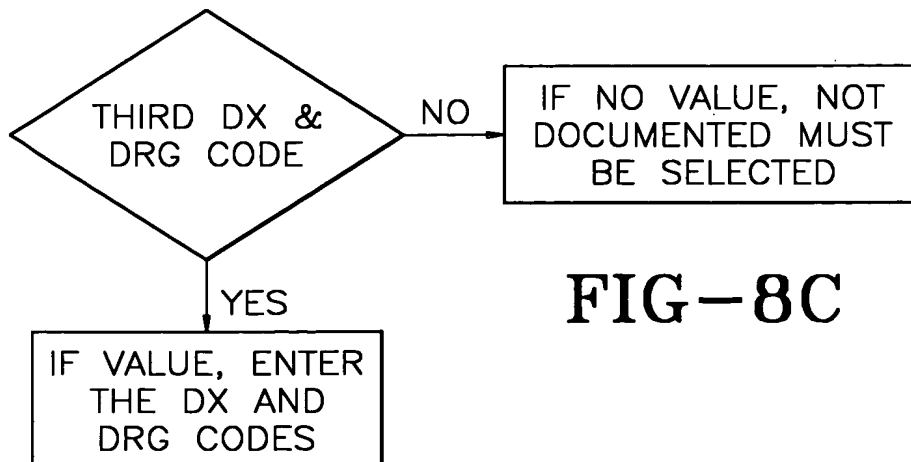 THIRD DX &
DRG CODE
NO
IF NO VALUE, NOT
DOCUMENTED MUST
BE SELECTED
YES
IF VALUE, ENTER
THE DX AND
DRG CODES
FIG-8C